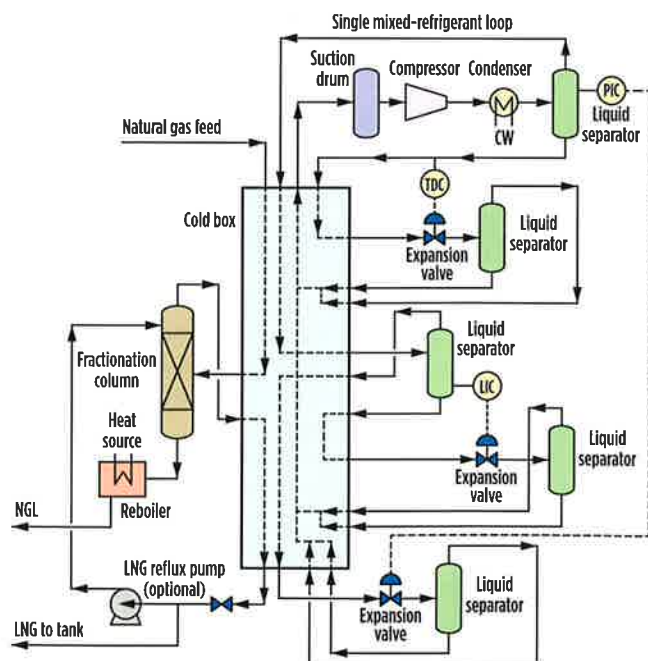 Single mixed-refrigerant loop
Suction
drum
Compressor
Condenser
PIC
Liquid
separator
CW
Natural gas feed
TDC
Cold box
Liquid
separator
Expansion
valve
Liquid
separator
Fractionation
column
LIC
Heat
source
Liquid
separator
Expansion
valve
NGL
Reboiler
LNG reflux pump
(optional)
Liquid
separator
Expansion
valve
LNG to tank